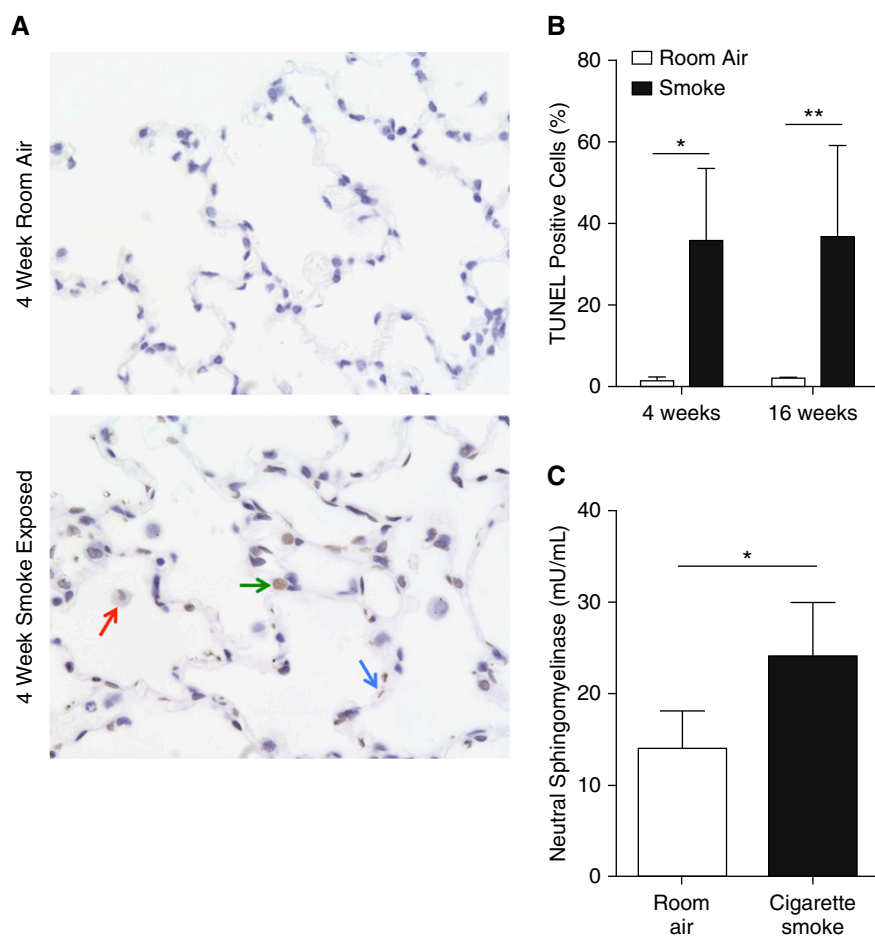 A
4 Week Room Air
4 Week Smoke Exposed
B
TUNEL Positive Cells (%)
80
60
40
20
0
Room Air
Smoke
*
**
4 weeks
16 weeks
C
Neutral Sphingomyelinase (mU/mL)
40
30
20
10
0
*
Room
air
Cigarette
smoke